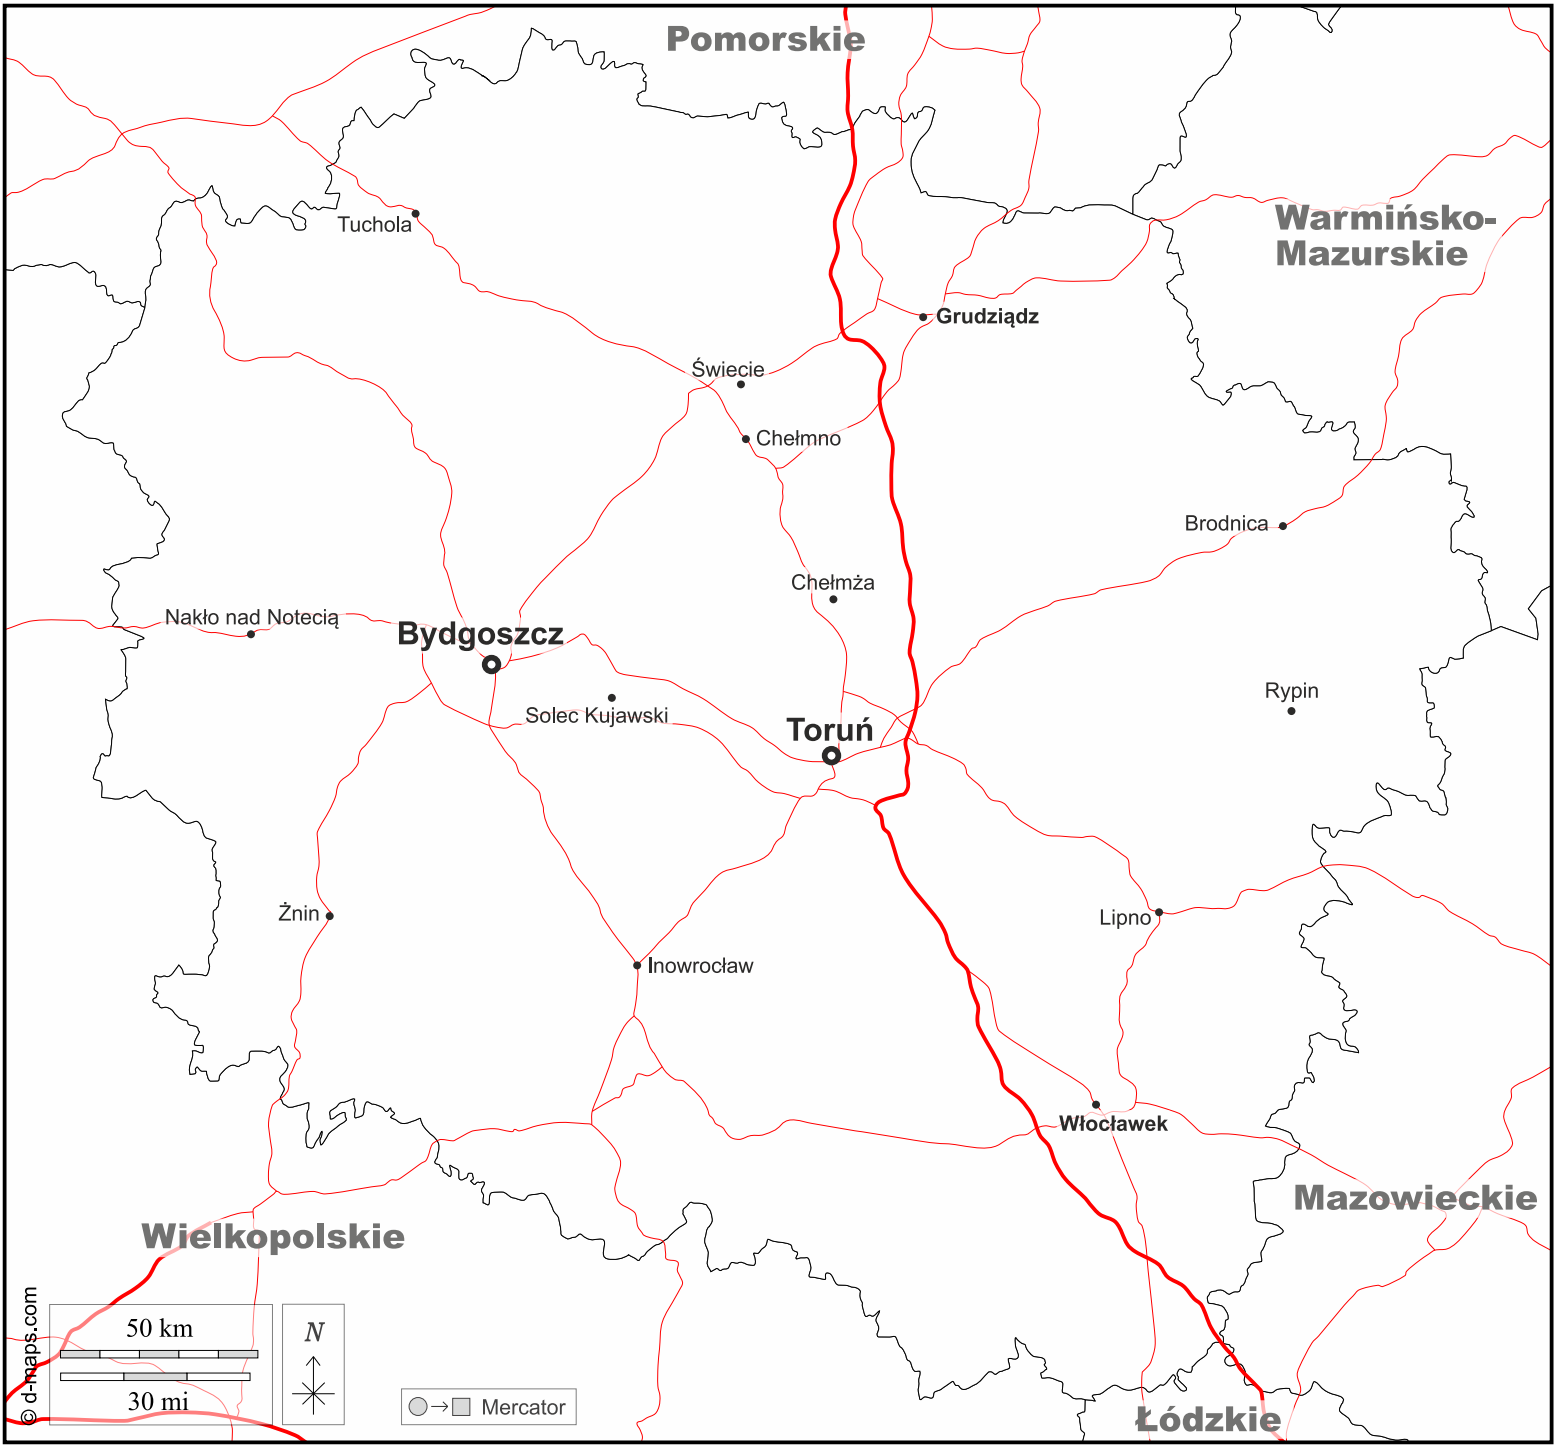 Pomorskie
Warmińsko-
Mazurskie
Tuchola
Grudziądz
Świecie
Chełmno
Brodnica
Chełmża
Nakło nad Notecią
Bydgoszcz
Rypin
Solec Kujawski
Toruń
Żnin
Lipno
Inowrocław
Włocławek
Mazowieckie
Wielkopolskie
© d-maps.com
50 km
30 mi
N
Mercator
Łódzkie